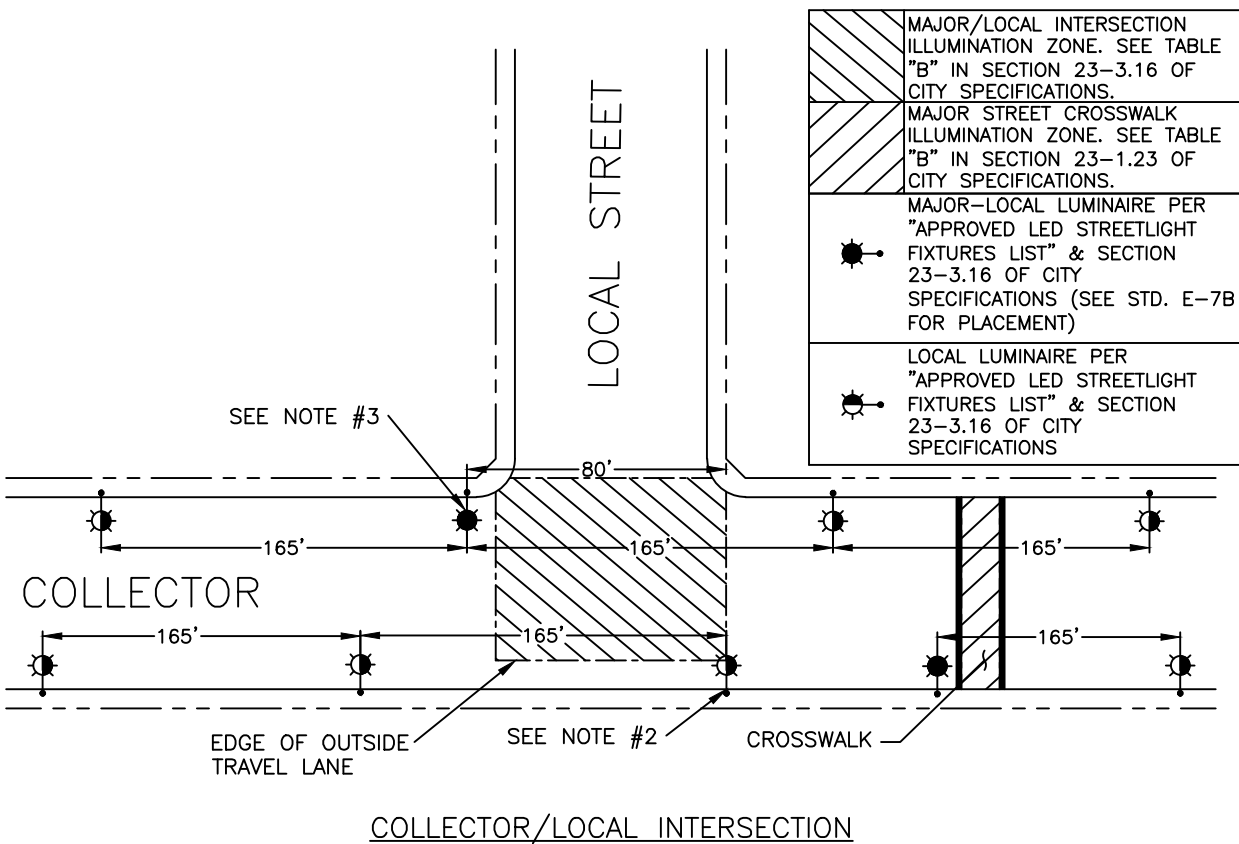 MAJOR/LOCAL INTERSECTION
ILLUMINATION ZONE. SEE TABLE
"B" IN SECTION 23-3.16 OF
CITY SPECIFICATIONS.
MAJOR STREET CROSSWALK
ILLUMINATION ZONE. SEE TABLE
"B" IN SECTION 23-1.23 OF
CITY SPECIFICATIONS.
MAJOR-LOCAL LUMINAIRE PER
"APPROVED LED STREETLIGHT
FIXTURES LIST" & SECTION
23-3.16 OF CITY
SPECIFICATIONS (SEE STD. E-7B
FOR PLACEMENT)
LOCAL LUMINAIRE PER
"APPROVED LED STREETLIGHT
FIXTURES LIST" & SECTION
23-3.16 OF CITY
SPECIFICATIONS
LOCAL STREET
SEE NOTE #3
80'
165'
165'
165'
COLLECTOR
165'
165'
165'
EDGE OF OUTSIDE
TRAVEL LANE
SEE NOTE #2
CROSSWALK
COLLECTOR/LOCAL INTERSECTION